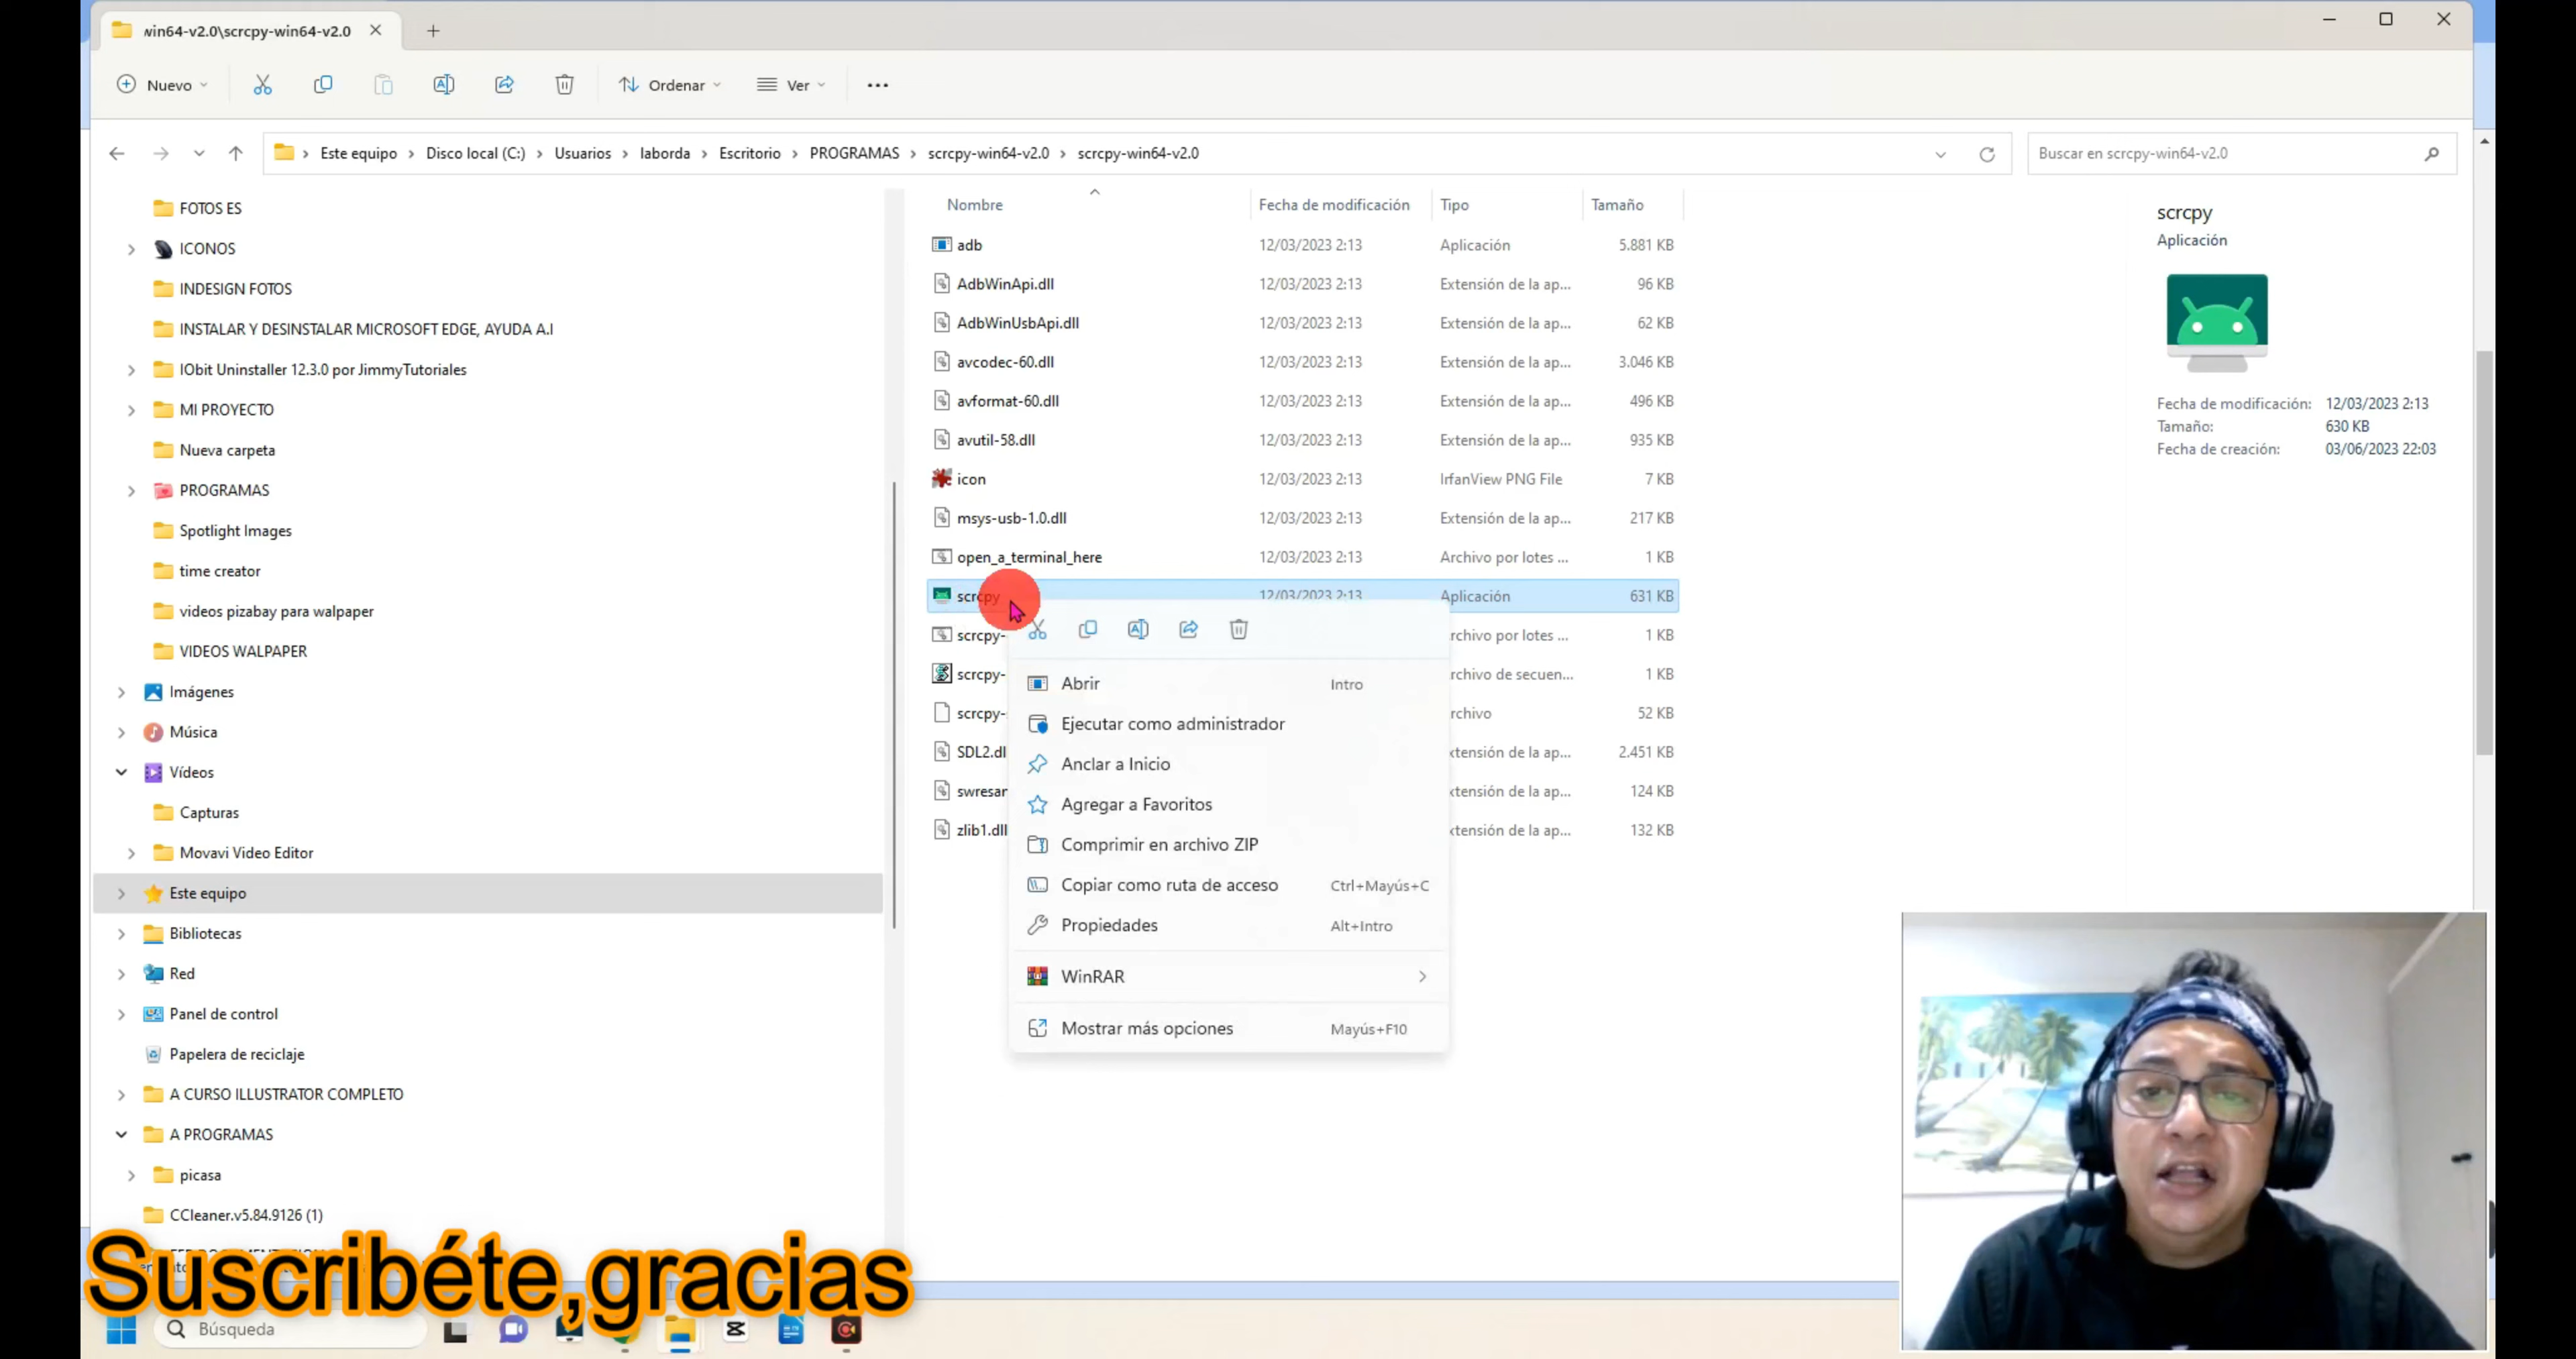 win64-v2.0\scrcpy-win64-v2.0
Nuevo
Ordenar
Ver
Este equipo > Disco local (C:) > Usuarios > laborda > Escritorio > PROGRAMAS > scrcpy-win64-v2.0 > scrcpy-win64-v2.0
Buscar en scrcpy-win64-v2.0
FOTOS ES
ICONOS
INDESIGN FOTOS
INSTALAR Y DESINSTALAR MICROSOFT EDGE, AYUDA A.I
IObit Uninstaller 12.3.0 por JimmyTutoriales
MI PROYECTO
Nueva carpeta
PROGRAMAS
Spotlight Images
time creator
videos pizabay para walpaper
VIDEOS WALPAPER
Imágenes
Música
Vídeos
Capturas
Movavi Video Editor
Este equipo
Bibliotecas
Red
Panel de control
Papelera de reciclaje
A CURSO ILLUSTRATOR COMPLETO
A PROGRAMAS
picasa
CCleaner.v5.84.9126 (1)
Nombre Fecha de modificación Tipo Tamaño
adb 12/03/2023 2:13 Aplicación 5.881 KB
AdbWinApi.dll 12/03/2023 2:13 Extensión de la ap... 96 KB
AdbWinUsbApi.dll 12/03/2023 2:13 Extensión de la ap... 62 KB
avcodec-60.dll 12/03/2023 2:13 Extensión de la ap... 3.046 KB
avformat-60.dll 12/03/2023 2:13 Extensión de la ap... 496 KB
avutil-58.dll 12/03/2023 2:13 Extensión de la ap... 935 KB
icon 12/03/2023 2:13 IrfanView PNG File 7 KB
msys-usb-1.0.dll 12/03/2023 2:13 Extensión de la ap... 217 KB
open_a_terminal_here 12/03/2023 2:13 Archivo por lotes ... 1 KB
scrcpy 12/03/2023 2:13 Aplicación 631 KB
scrcpy- rchivo por lotes ... 1 KB
scrcpy- rchivo de secuen... 1 KB
scrcpy- rchivo 52 KB
SDL2.dl xtensión de la ap... 2.451 KB
swresar xtensión de la ap... 124 KB
zlib1.dll xtensión de la ap... 132 KB
Abrir Intro
Ejecutar como administrador
Anclar a Inicio
Agregar a Favoritos
Comprimir en archivo ZIP
Copiar como ruta de acceso Ctrl+Mayús+C
Propiedades Alt+Intro
WinRAR
Mostrar más opciones Mayús+F10
scrcpy
Aplicación
Fecha de modificación: 12/03/2023 2:13
Tamaño: 630 KB
Fecha de creación: 03/06/2023 22:03
Suscribéte,gracias
Búsqueda